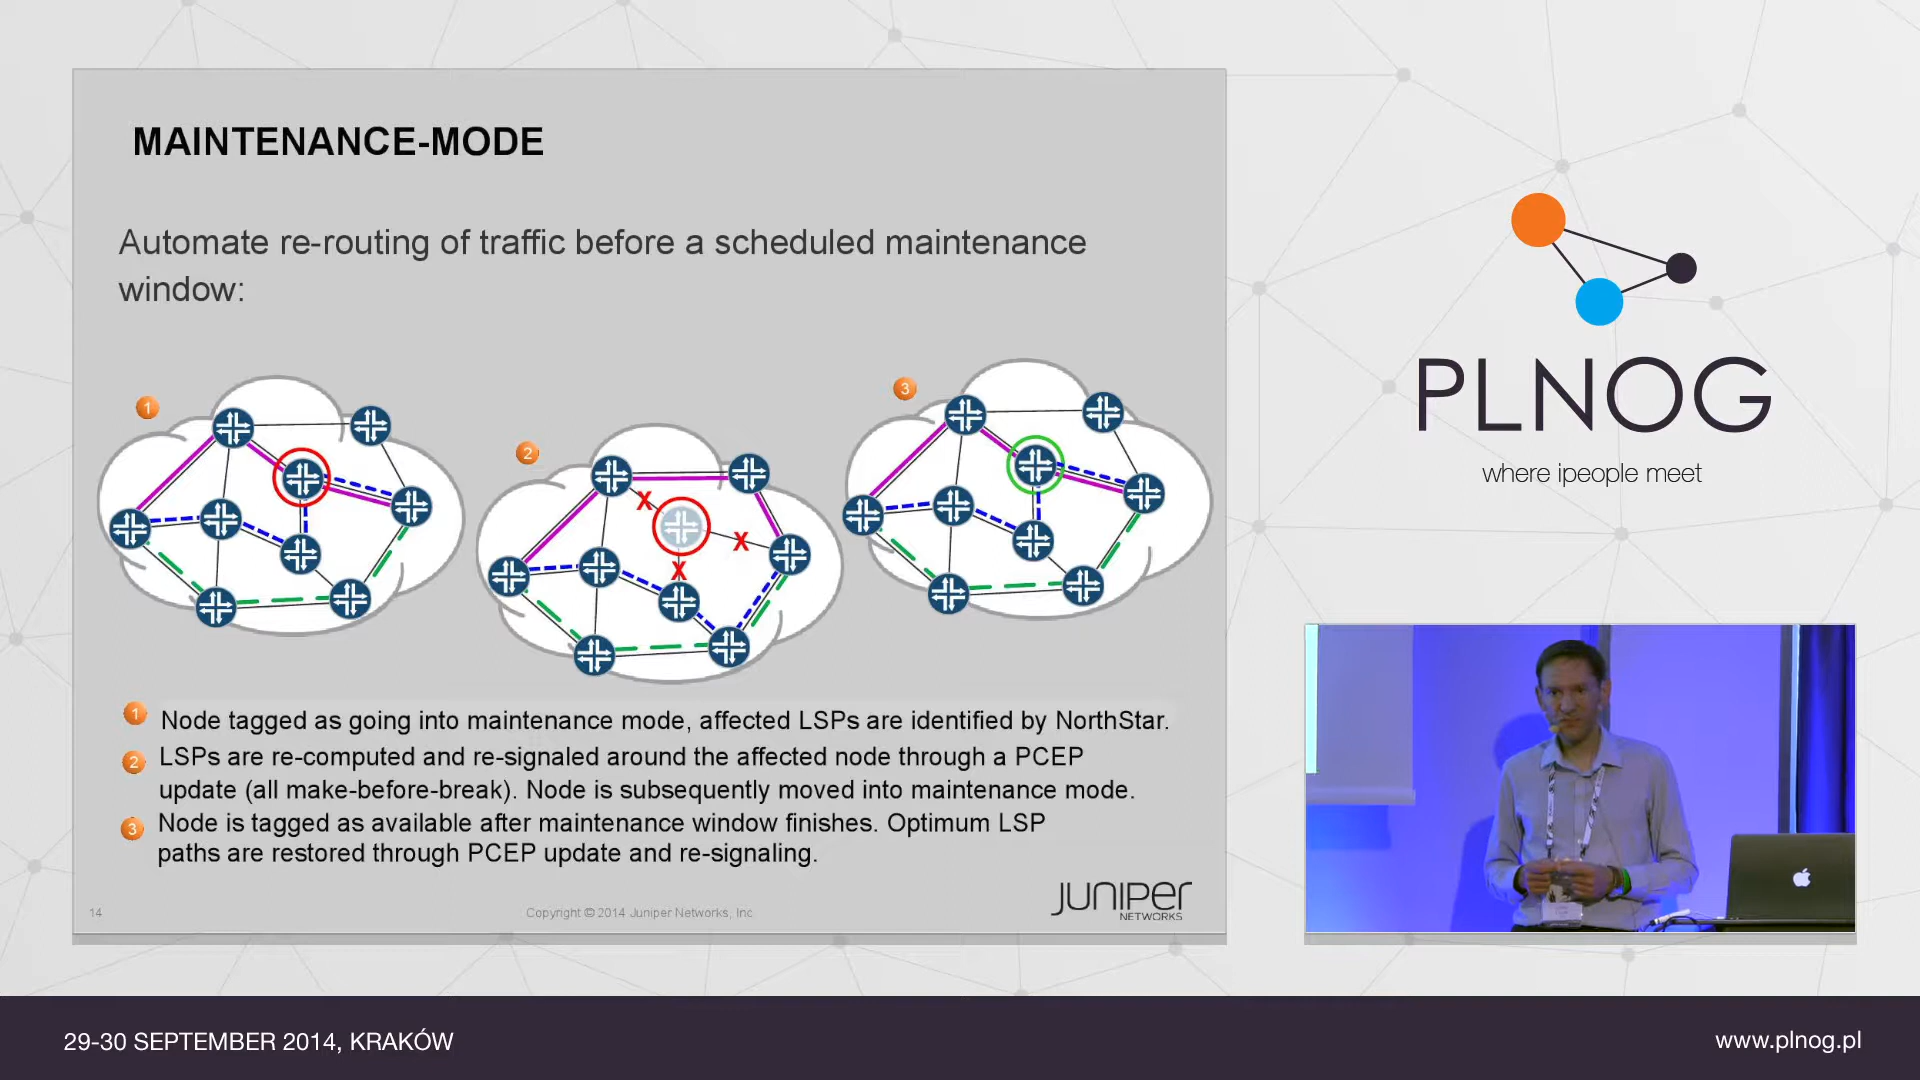 MAINTENANCE-MODE
Automate re-routing of traffic before a scheduled maintenance
window:
1
2
3
X
X
X
1 Node tagged as going into maintenance mode, affected LSPs are identified by NorthStar.
2 LSPs are re-computed and re-signaled around the affected node through a PCEP
update (all make-before-break). Node is subsequently moved into maintenance mode.
3 Node is tagged as available after maintenance window finishes. Optimum LSP
paths are restored through PCEP update and re-signaling.
14
Copyright © 2014 Juniper Networks, Inc
JUNIPER
NETWORKS
PLNOG
where ipeople meet
29-30 SEPTEMBER 2014, KRAKÓW
www.plnog.pl